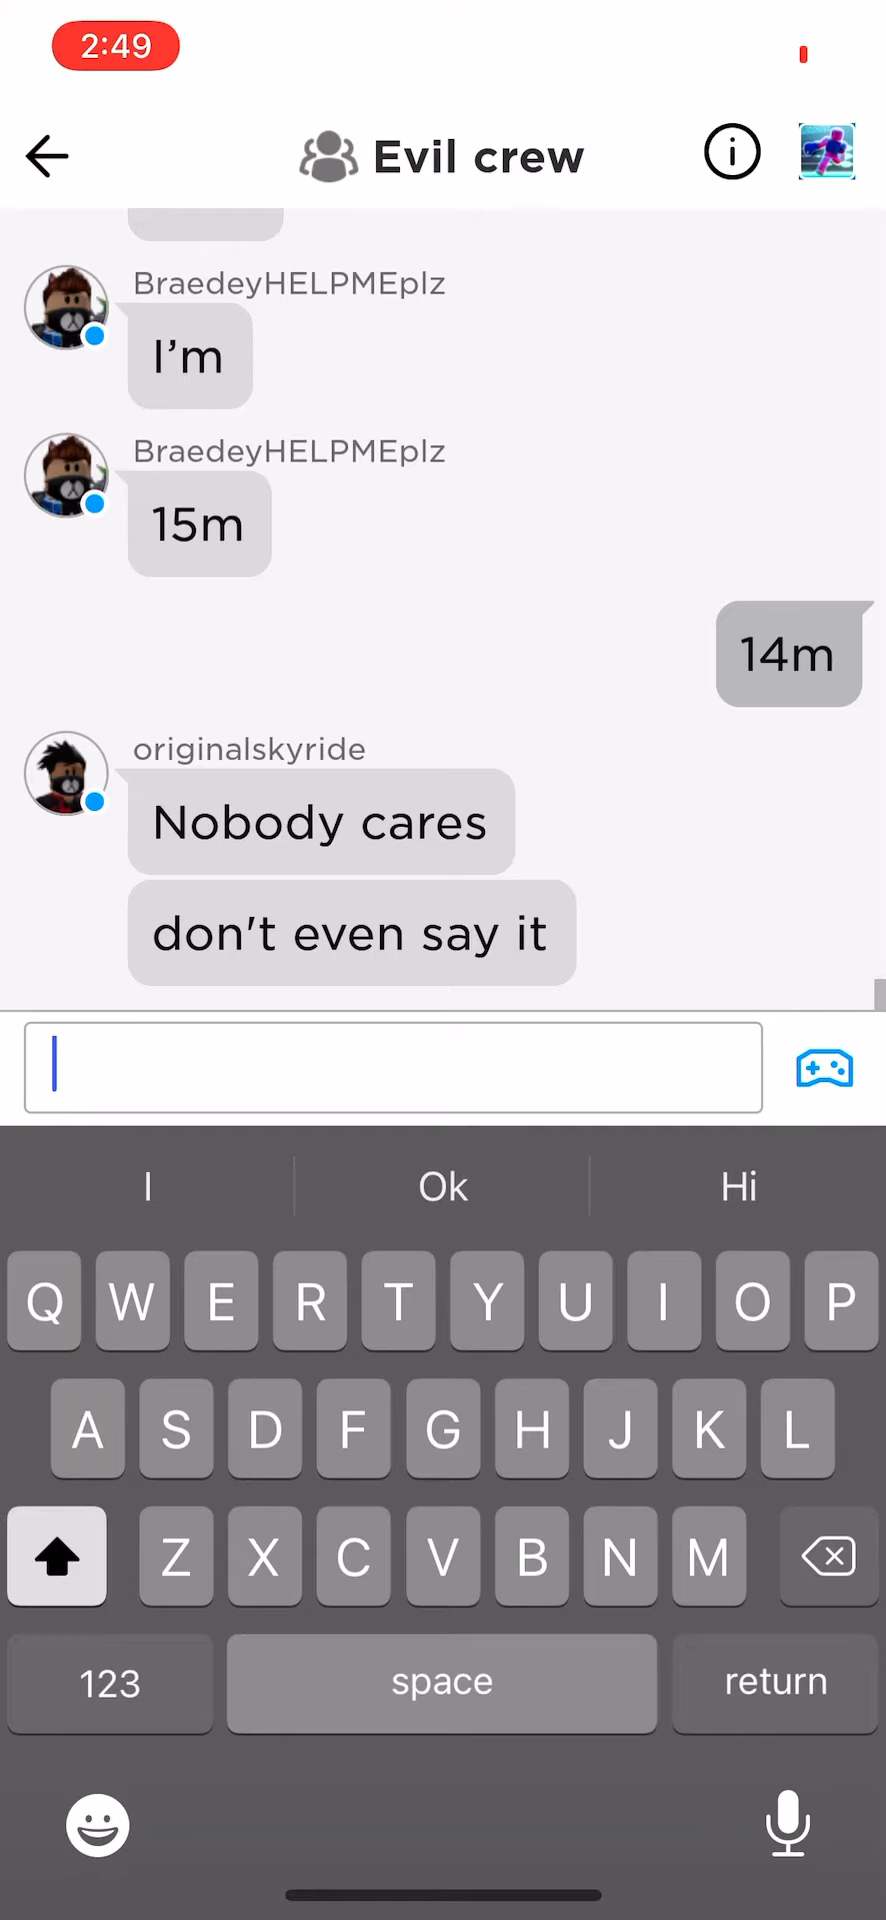 2:49
Evil crew
BraedeyHELPMEplz
I'm
BraedeyHELPMEplz
15m
14m
originalskyride
Nobody cares
don't even say it
I Ok Hi
Q W E R T Y U I O P
A S D F G H J K L
Z X C V B N M
123 space return